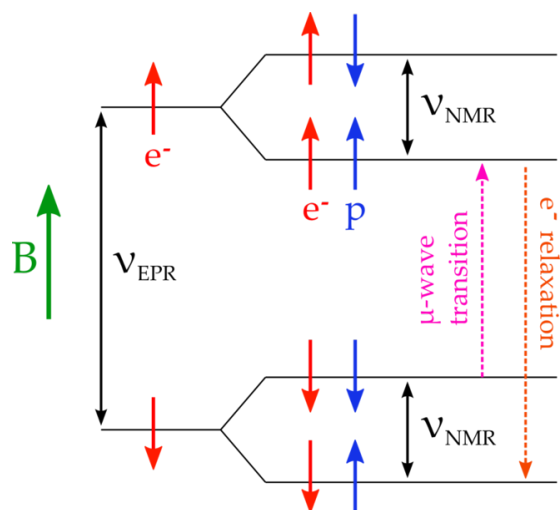 e⁻
ν_NMR
e⁻ p
B
ν_EPR
μ-wave
transition
e⁻ relaxation
ν_NMR